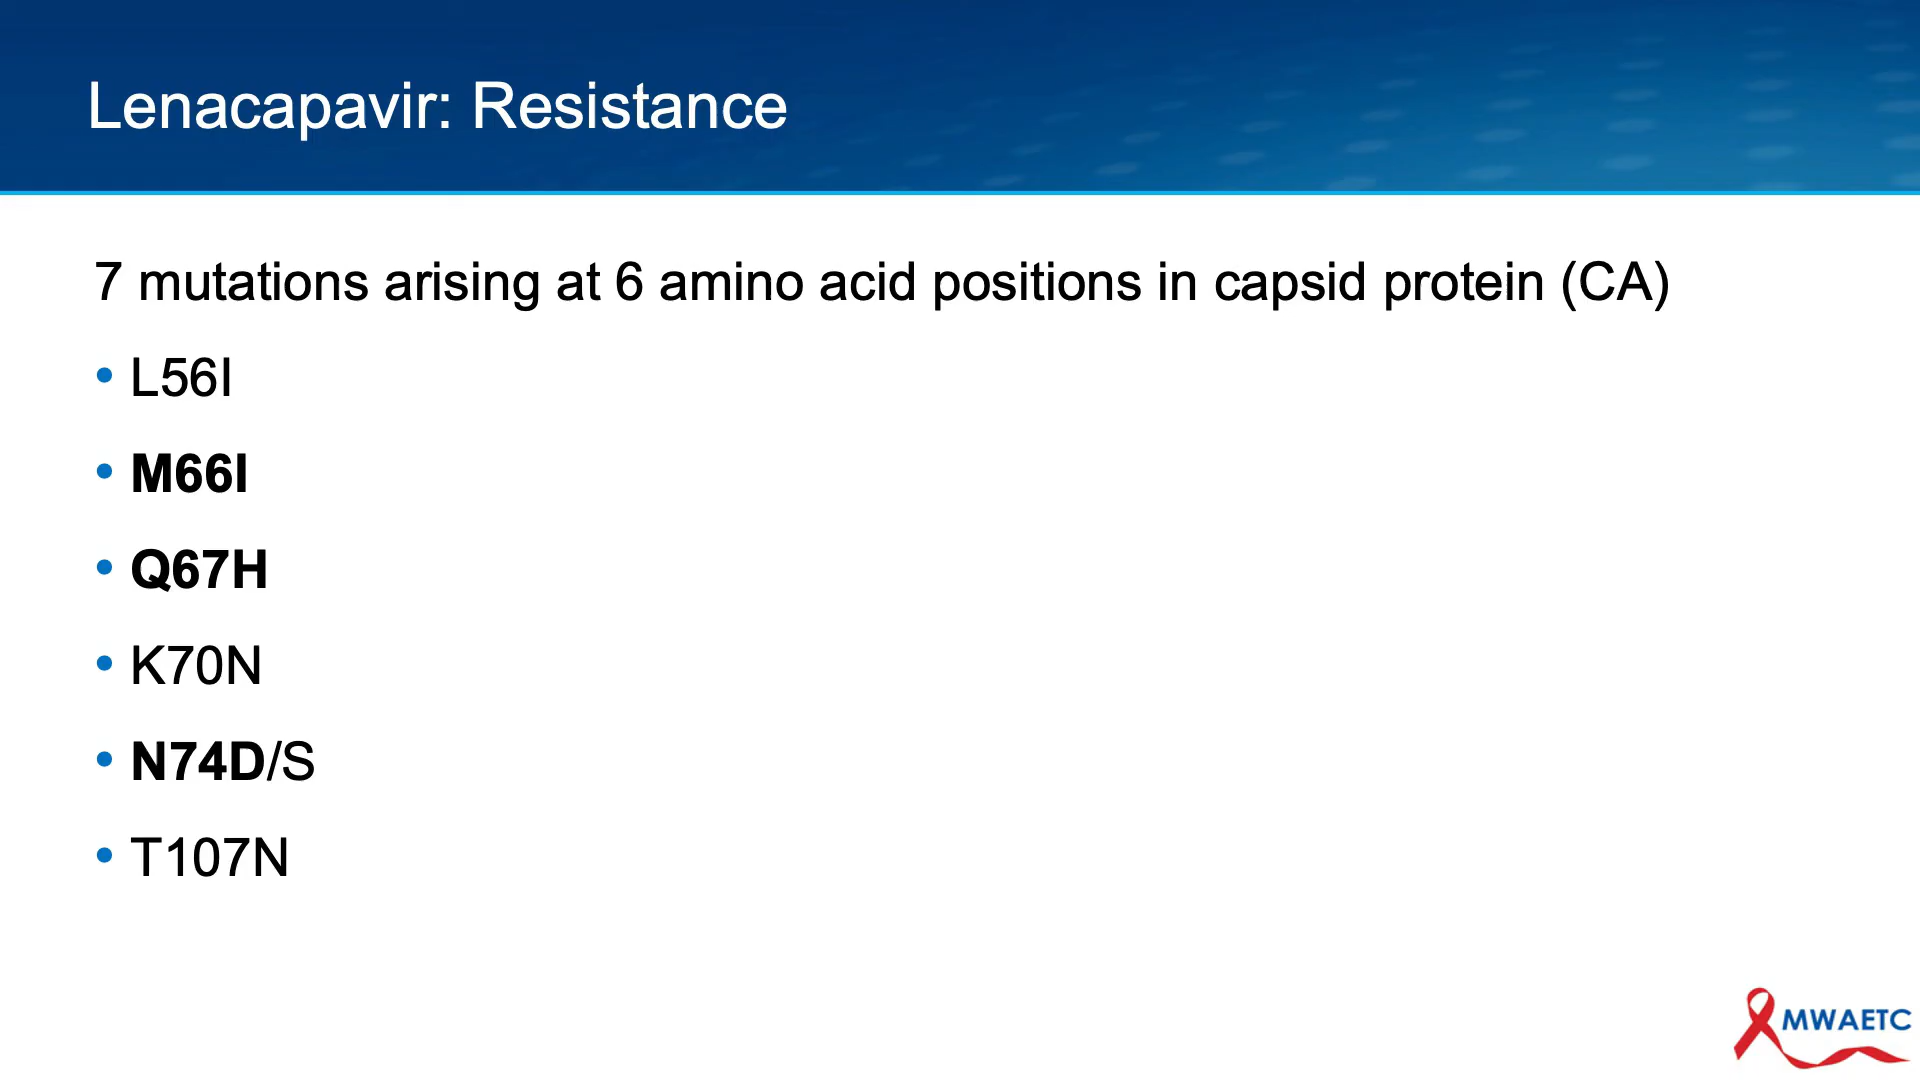 Lenacapavir: Resistance
7 mutations arising at 6 amino acid positions in capsid protein (CA)
• L56I
• M66I
• Q67H
• K70N
• N74D/S
• T107N
MWAETC